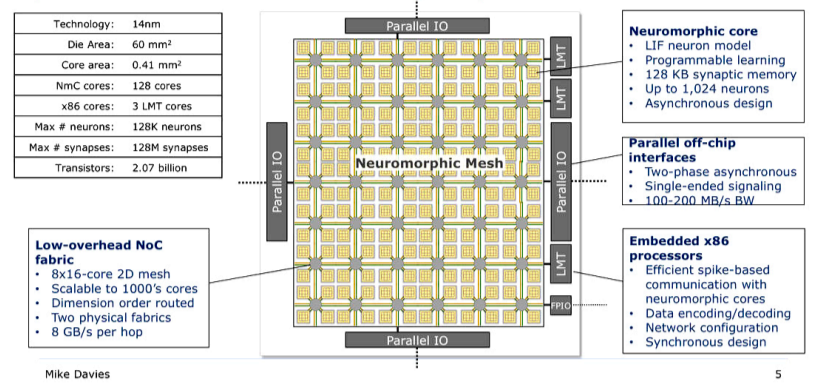 Technology: 14nm
Die Area: 60 mm²
Core area: 0.41 mm²
NmC cores: 128 cores
x86 cores: 3 LMT cores
Max # neurons: 128K neurons
Max # synapses: 128M synapses
Transistors: 2.07 billion
Parallel IO
LMT
LMT
Parallel IO
Neuromorphic Mesh
Parallel IO
LMT
FPIO
Parallel IO
Neuromorphic core
• LIF neuron model
• Programmable learning
• 128 KB synaptic memory
• Up to 1,024 neurons
• Asynchronous design
Parallel off-chip
interfaces
• Two-phase asynchronous
• Single-ended signaling
• 100-200 MB/s BW
Low-overhead NoC
fabric
• 8x16-core 2D mesh
• Scalable to 1000's cores
• Dimension order routed
• Two physical fabrics
• 8 GB/s per hop
Embedded x86
processors
• Efficient spike-based
communication with
neuromorphic cores
• Data encoding/decoding
• Network configuration
• Synchronous design
Mike Davies
5